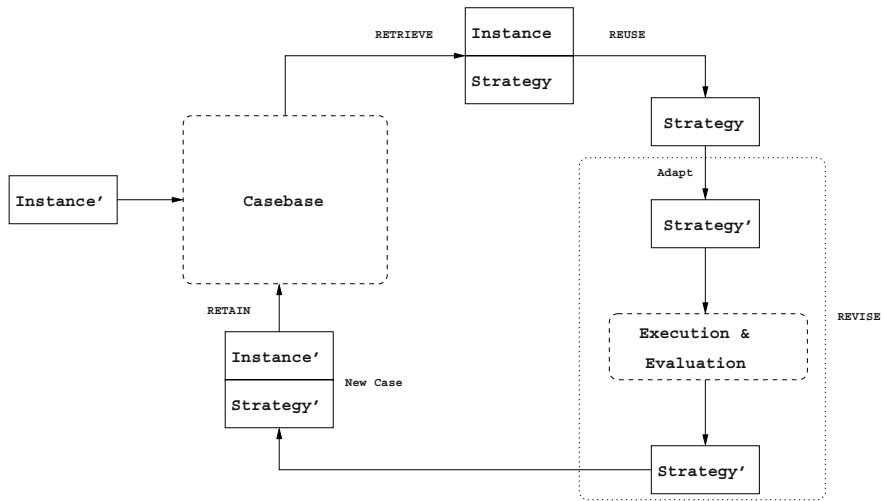 RETRIEVE
Instance
Strategy
REUSE
Strategy
Adapt
Strategy’
Instance’
Casebase
Execution &
Evaluation
REVISE
RETAIN
Instance’
Strategy’
New Case
Strategy’